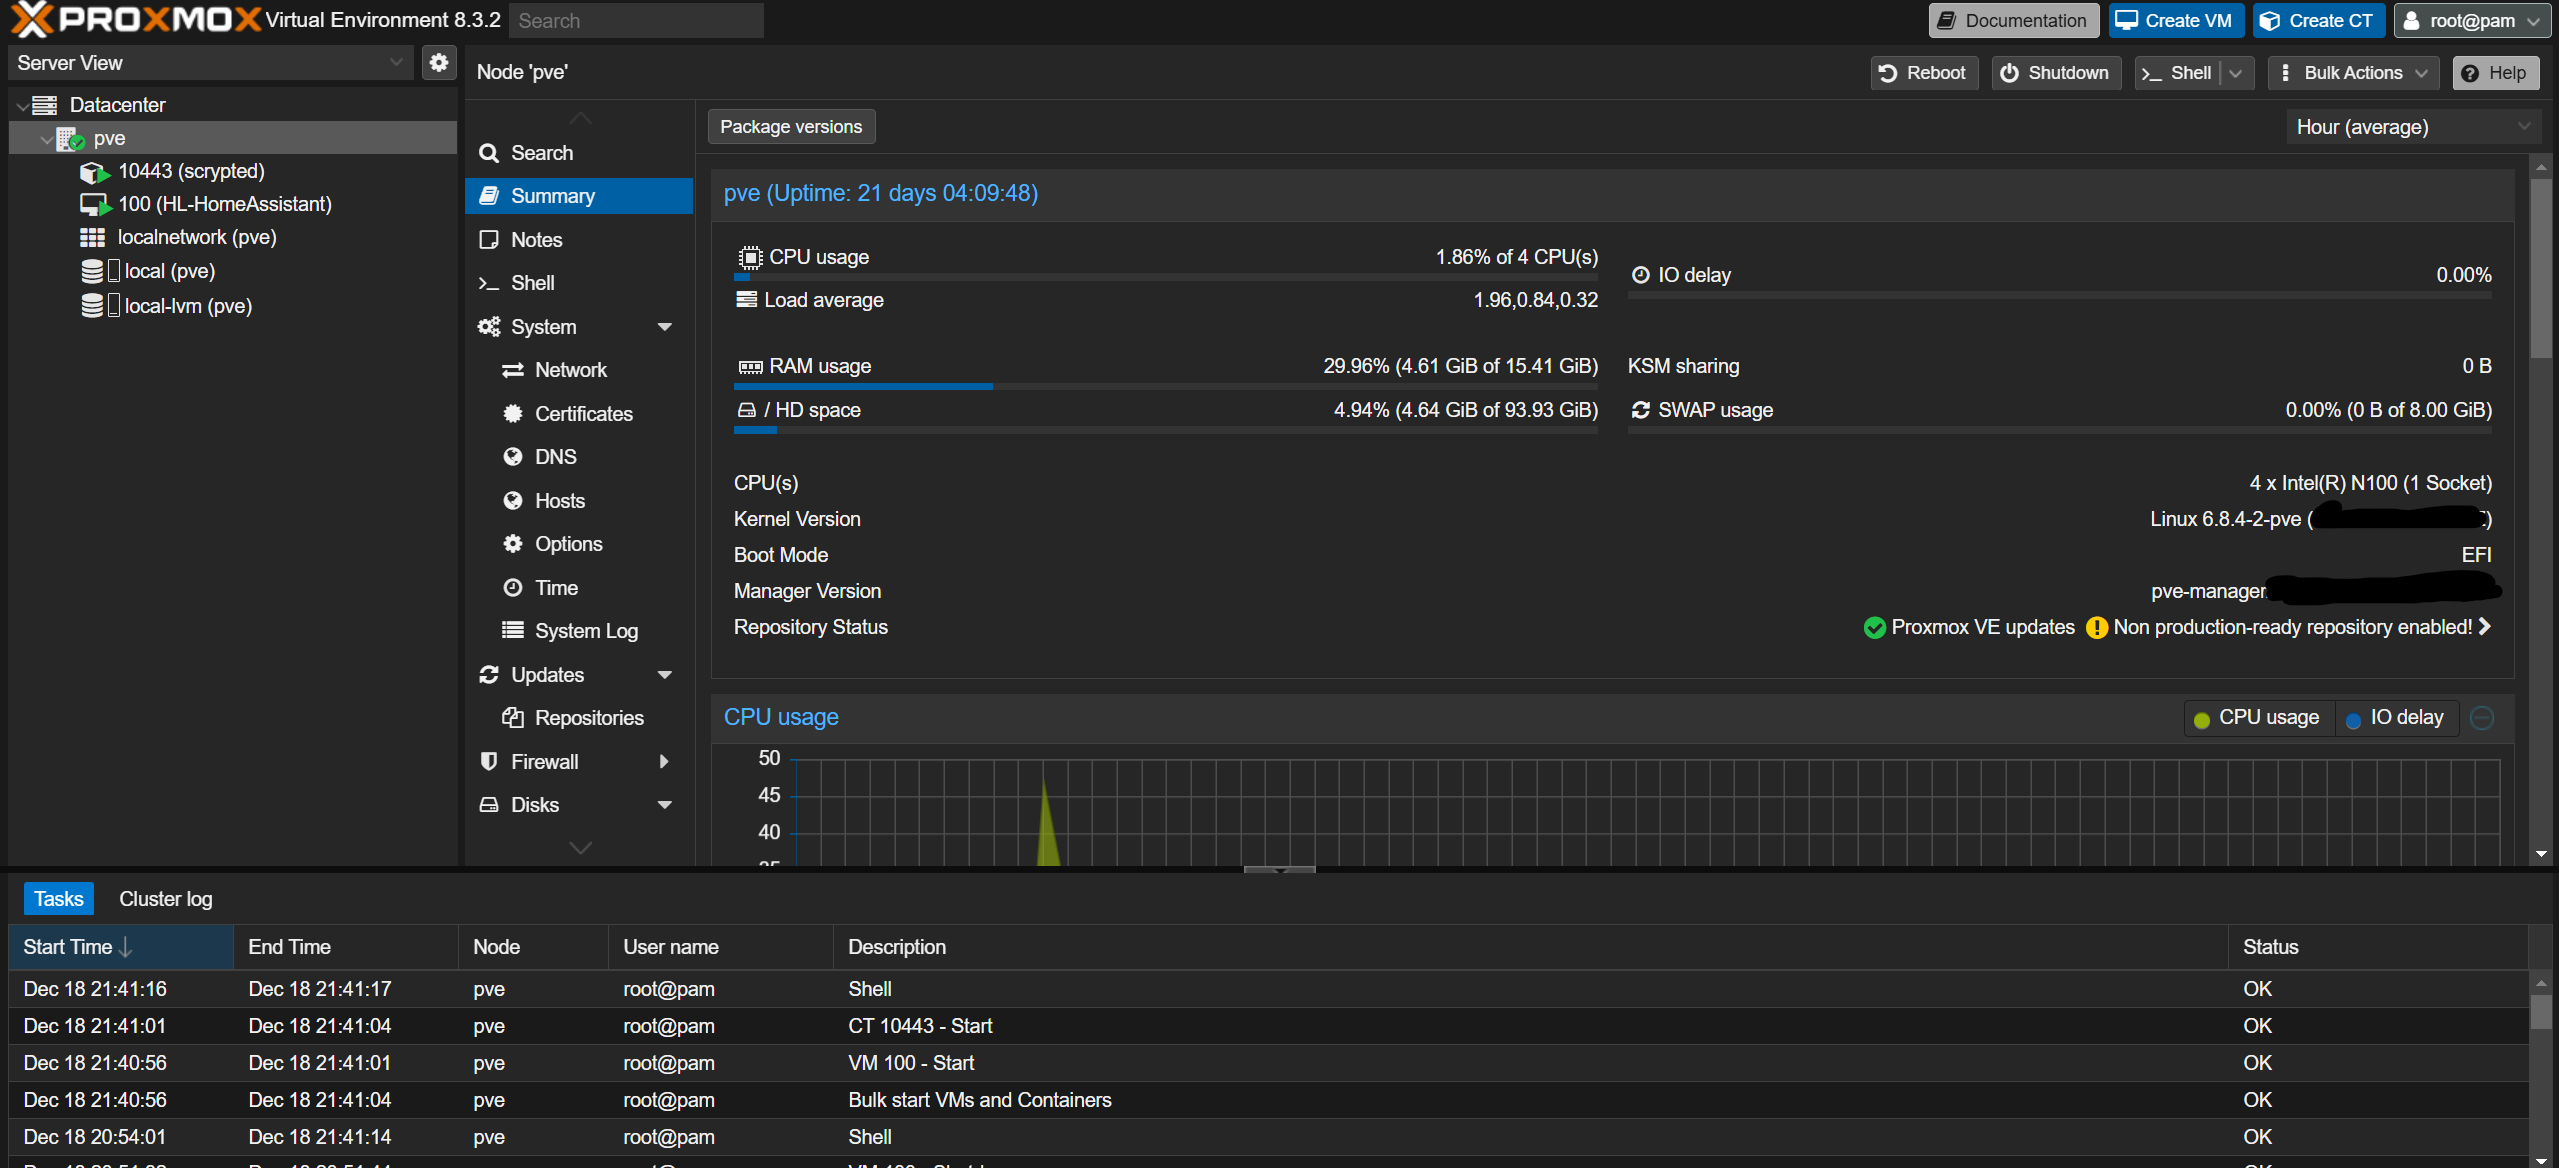 PROXMOX Virtual Environment 8.3.2 Search Documentation Create VM Create CT root@pam
Server View
Node 'pve' Reboot Shutdown Shell Bulk Actions Help
Datacenter
pve
10443 (scrypted)
100 (HL-HomeAssistant)
localnetwork (pve)
local (pve)
local-lvm (pve)
Search
Summary
Notes
Shell
System
Network
Certificates
DNS
Hosts
Options
Time
System Log
Updates
Repositories
Firewall
Disks
Package versions Hour (average)
pve (Uptime: 21 days 04:09:48)
CPU usage 1.86% of 4 CPU(s)
IO delay 0.00%
Load average 1.96,0.84,0.32
RAM usage 29.96% (4.61 GiB of 15.41 GiB)
KSM sharing 0 B
/ HD space 4.94% (4.64 GiB of 93.93 GiB)
SWAP usage 0.00% (0 B of 8.00 GiB)
CPU(s) 4 x Intel(R) N100 (1 Socket)
Kernel Version Linux 6.8.4-2-pve ( )
Boot Mode EFI
Manager Version pve-manager
Repository Status Proxmox VE updates Non production-ready repository enabled!
CPU usage CPU usage IO delay
50
45
40
Tasks Cluster log
Start Time End Time Node User name Description Status
Dec 18 21:41:16 Dec 18 21:41:17 pve root@pam Shell OK
Dec 18 21:41:01 Dec 18 21:41:04 pve root@pam CT 10443 - Start OK
Dec 18 21:40:56 Dec 18 21:41:01 pve root@pam VM 100 - Start OK
Dec 18 21:40:56 Dec 18 21:41:04 pve root@pam Bulk start VMs and Containers OK
Dec 18 20:54:01 Dec 18 21:41:14 pve root@pam Shell OK